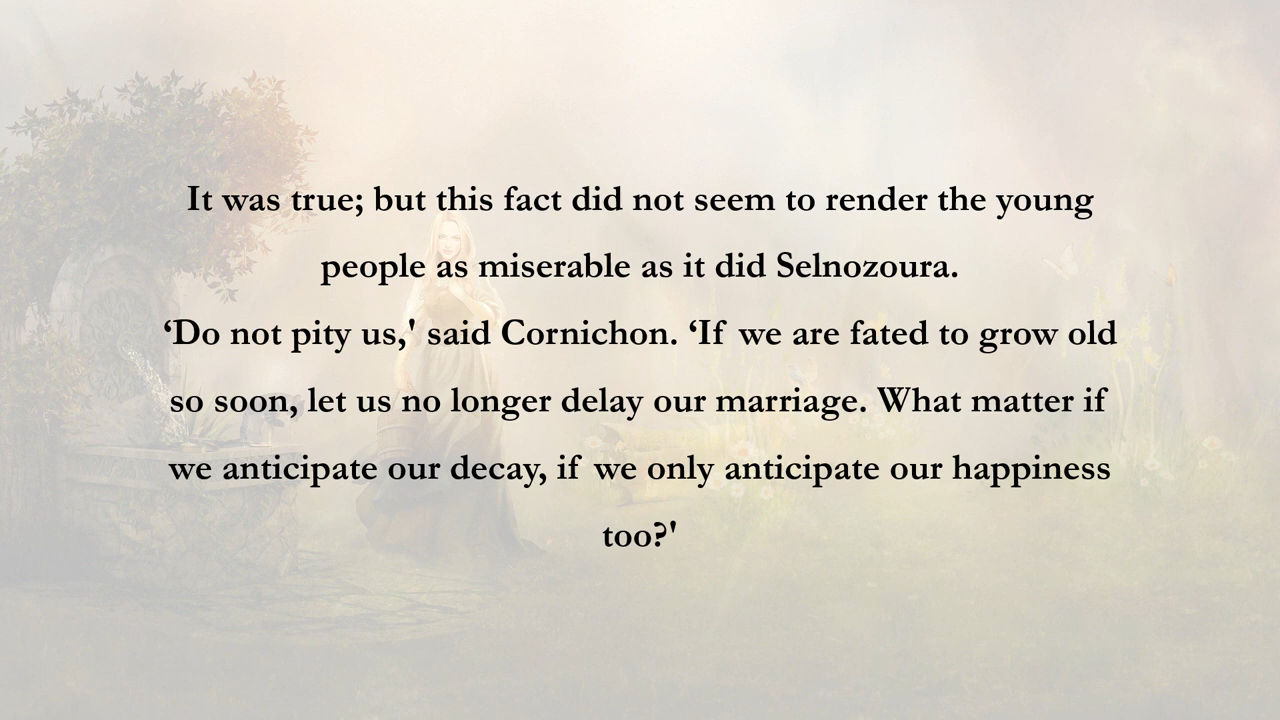 It was true; but this fact did not seem to render the young
people as miserable as it did Selnozoura.
‘Do not pity us,' said Cornichon. ‘If we are fated to grow old
so soon, let us no longer delay our marriage. What matter if
we anticipate our decay, if we only anticipate our happiness
too?'